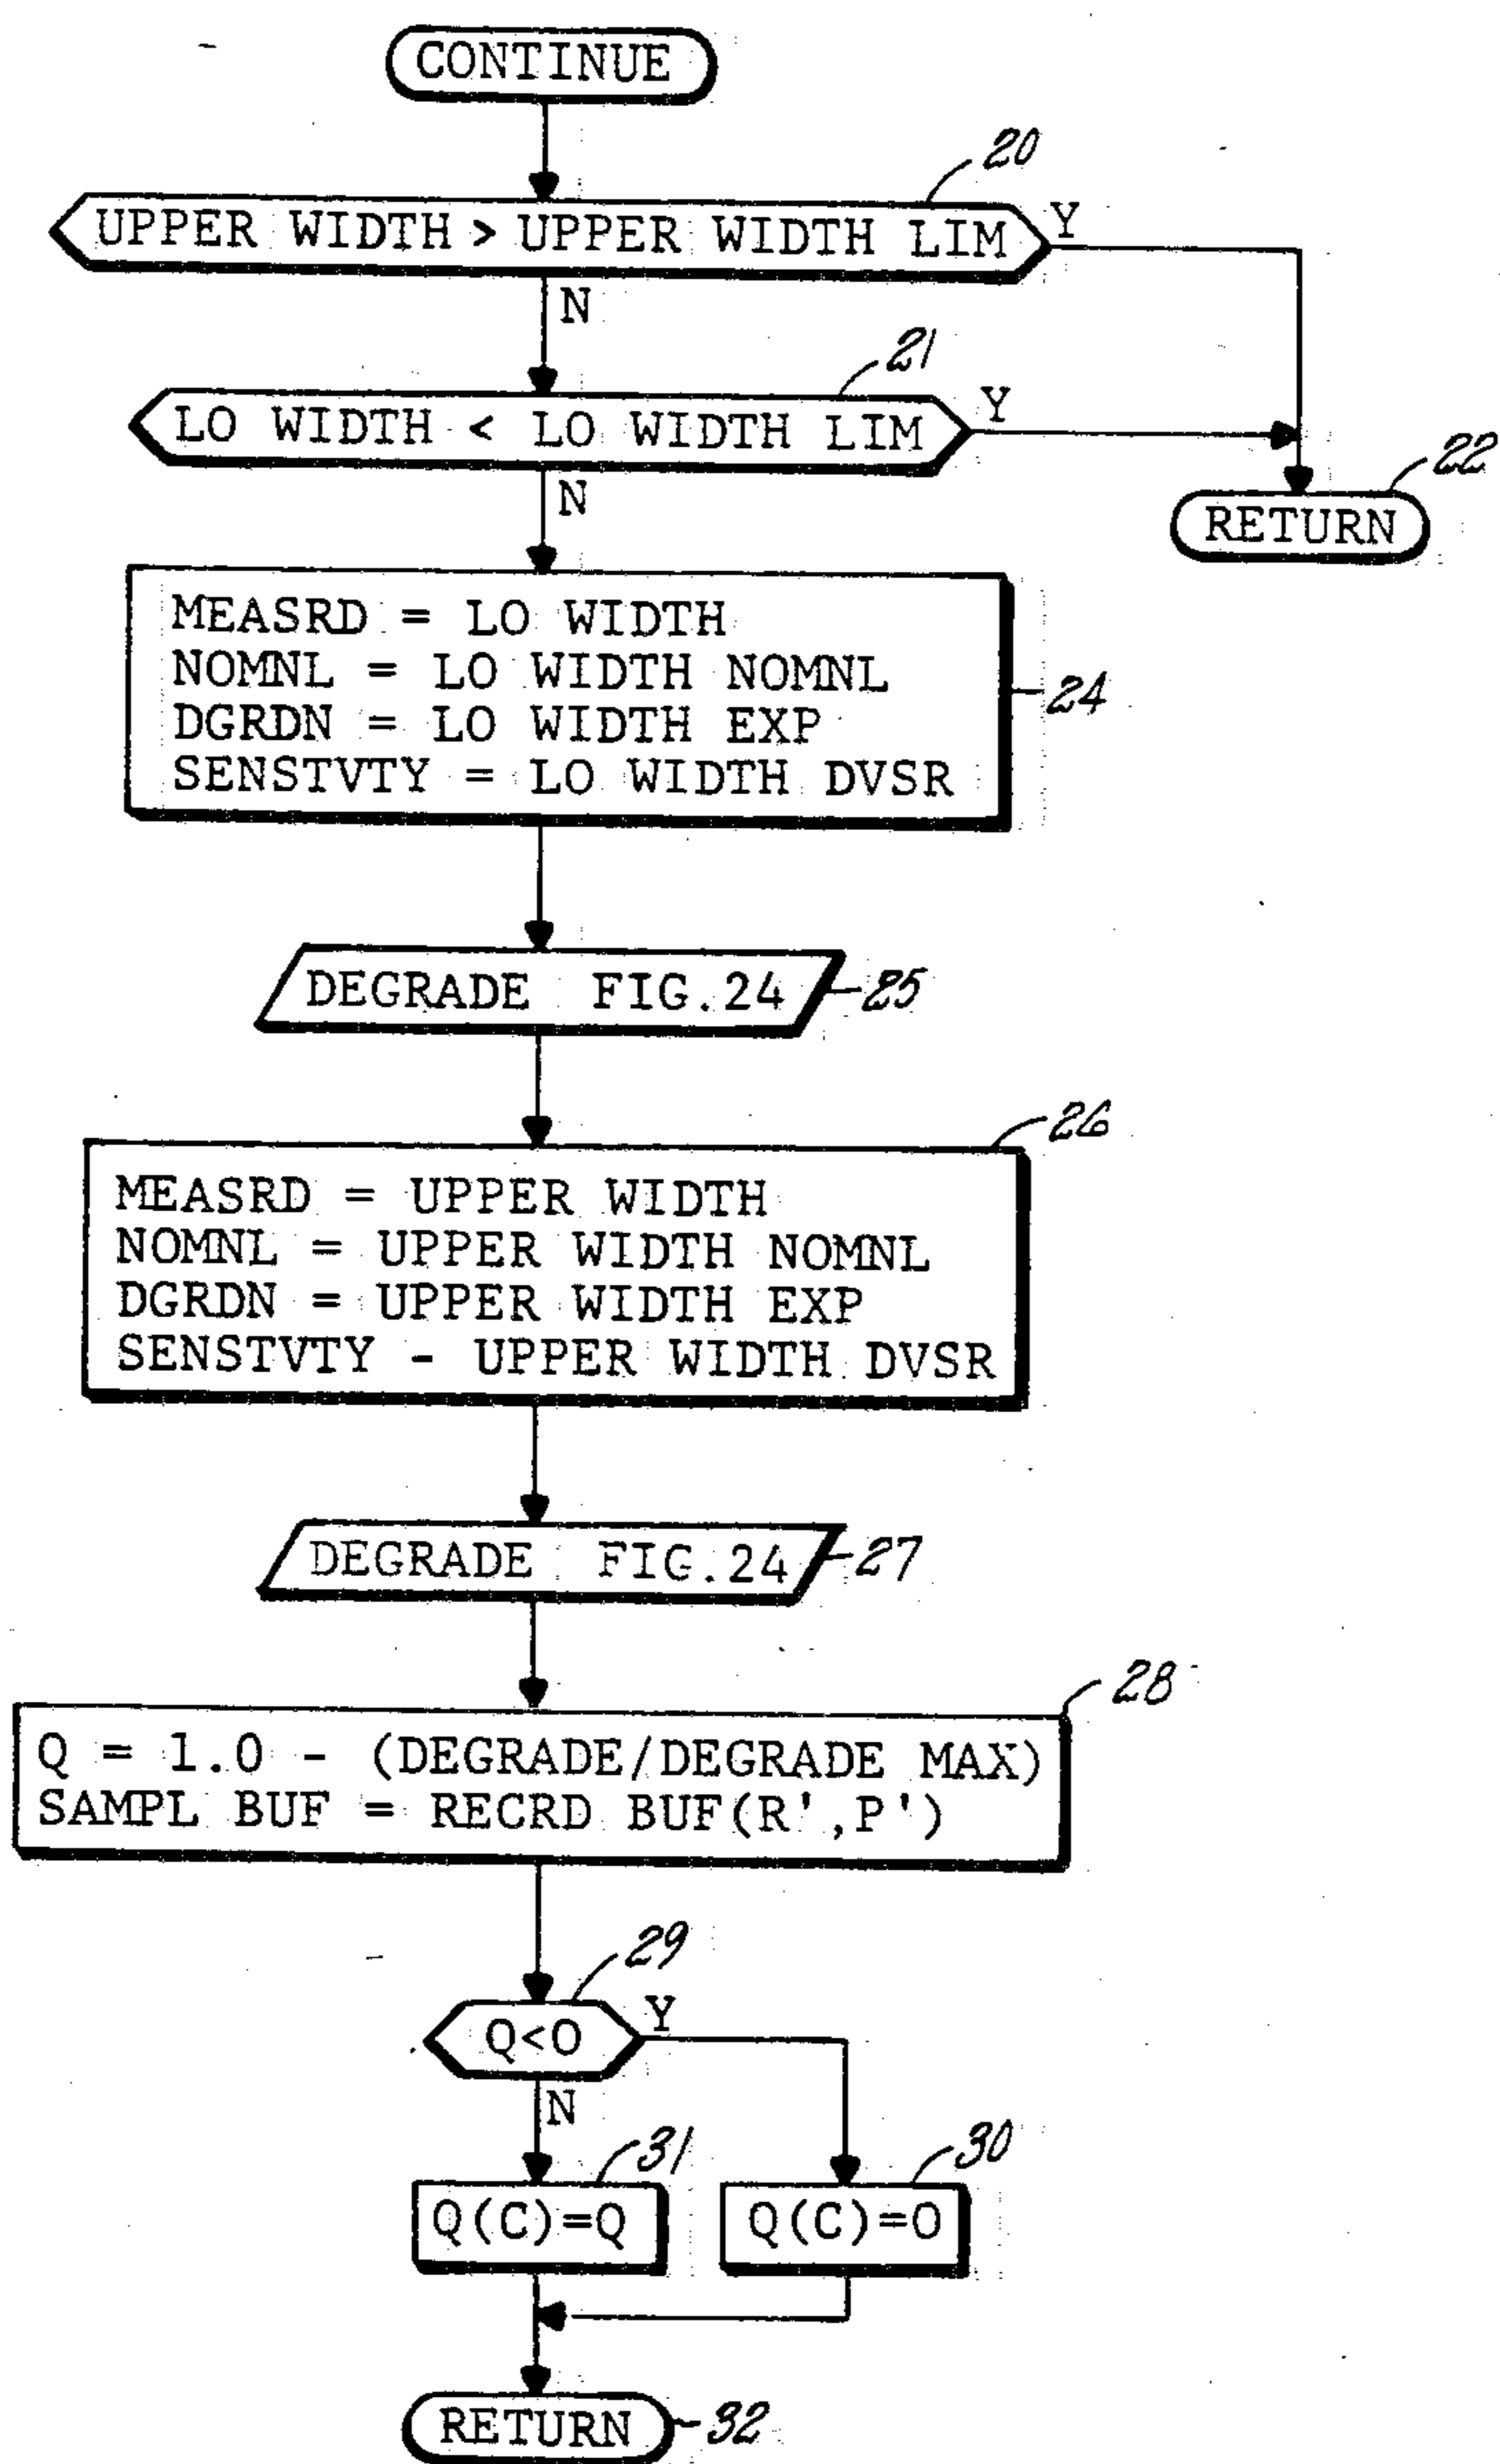 CONTINUE
20
UPPER WIDTH > UPPER WIDTH LIM
Y
N
21
LO WIDTH < LO WIDTH LIM
Y
N
22
RETURN
MEASRD = LO WIDTH
NOMNL = LO WIDTH NOMNL
DGRDN = LO WIDTH EXP
SENSTVTY = LO WIDTH DVSR
24
DEGRADE FIG.24
25
26
MEASRD = UPPER WIDTH
NOMNL = UPPER WIDTH NOMNL
DGRDN = UPPER WIDTH EXP
SENSTVTY - UPPER WIDTH DVSR
DEGRADE FIG.24
27
28
Q = 1.0 - (DEGRADE/DEGRADE MAX)
SAMPL BUF = RECRD BUF(R',P')
29
Q<O
Y
N
31
30
Q(C)=Q
Q(C)=O
RETURN
32